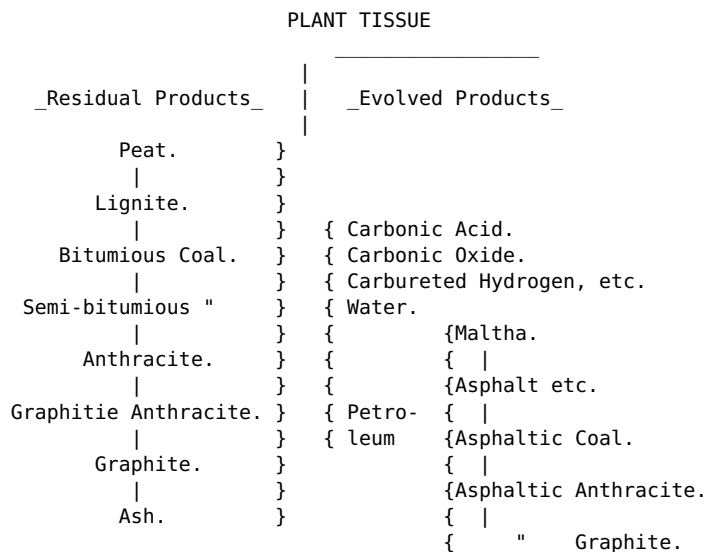 PLANT TISSUE
_________________
|
_Residual Products_ | _Evolved Products_
|
Peat. }
| }
Lignite. }
| } { Carbonic Acid.
Bitumious Coal. } { Carbonic Oxide.
| } { Carbureted Hydrogen, etc.
Semi-bitumious " } { Water.
| } { {Maltha.
Anthracite. } { { |
| } { {Asphalt etc.
Graphitie Anthracite. } { Petro- { |
| } { leum {Asphaltic Coal.
Graphite. } { |
| } {Asphaltic Anthracite.
Ash. } { |
{ " Graphite.